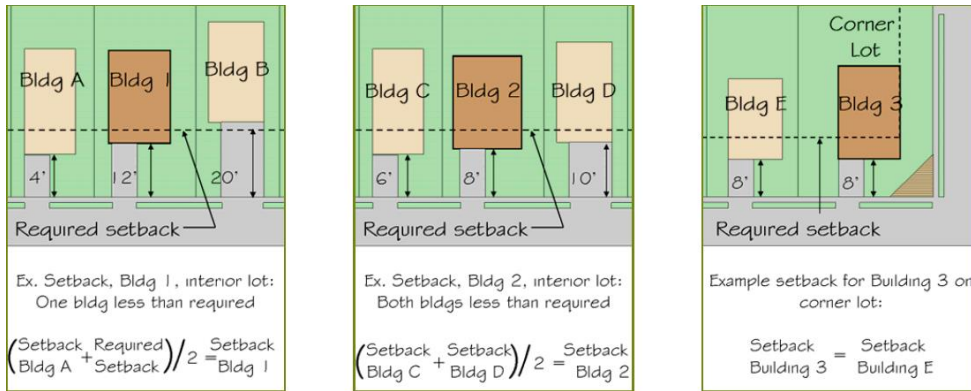 Bldg A
Bldg 1
Bldg B
4'
12'
20'
Required setback
Ex. Setback, Bldg 1, interior lot:
One bldg less than required
(Setback Bldg A + Required Setback)/2 = Setback Bldg 1
Bldg C
Bldg 2
Bldg D
6'
8'
10'
Required setback
Ex. Setback, Bldg 2, interior lot:
Both bldgs less than required
(Setback Bldg C + Setback Bldg D)/2 = Setback Bldg 2
Corner
Lot
Bldg E
Bldg 3
8'
8'
Required setback
Example setback for Building 3 on
corner lot:
Setback Building 3 = Setback Building E